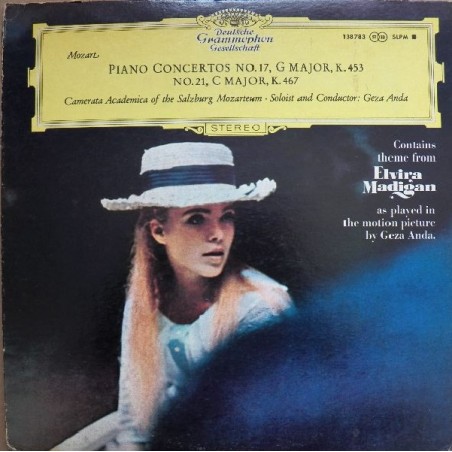 Deutsche
Grammophon
Gesellschaft
138783 SLPM
Mozart
PIANO CONCERTOS NO. 17, G MAJOR, K. 453
NO. 21, C MAJOR, K. 467
Camerata Academica of the Salzburg Mozarteum · Soloist and Conductor: Geza Anda
STEREO
Contains
theme from
Elvira
Madigan
as played in
the motion picture
by Geza Anda.